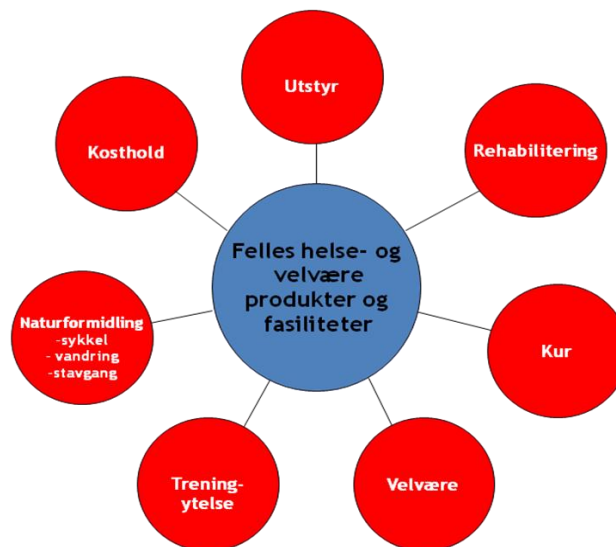 Utstyr
Kosthold
Rehabilitering
Felles helse- og
velvære
produkter og
fasiliteter
Naturformidling
-sykkel
- vandring
-stavgang
Kur
Trening-
ytelse
Velvære